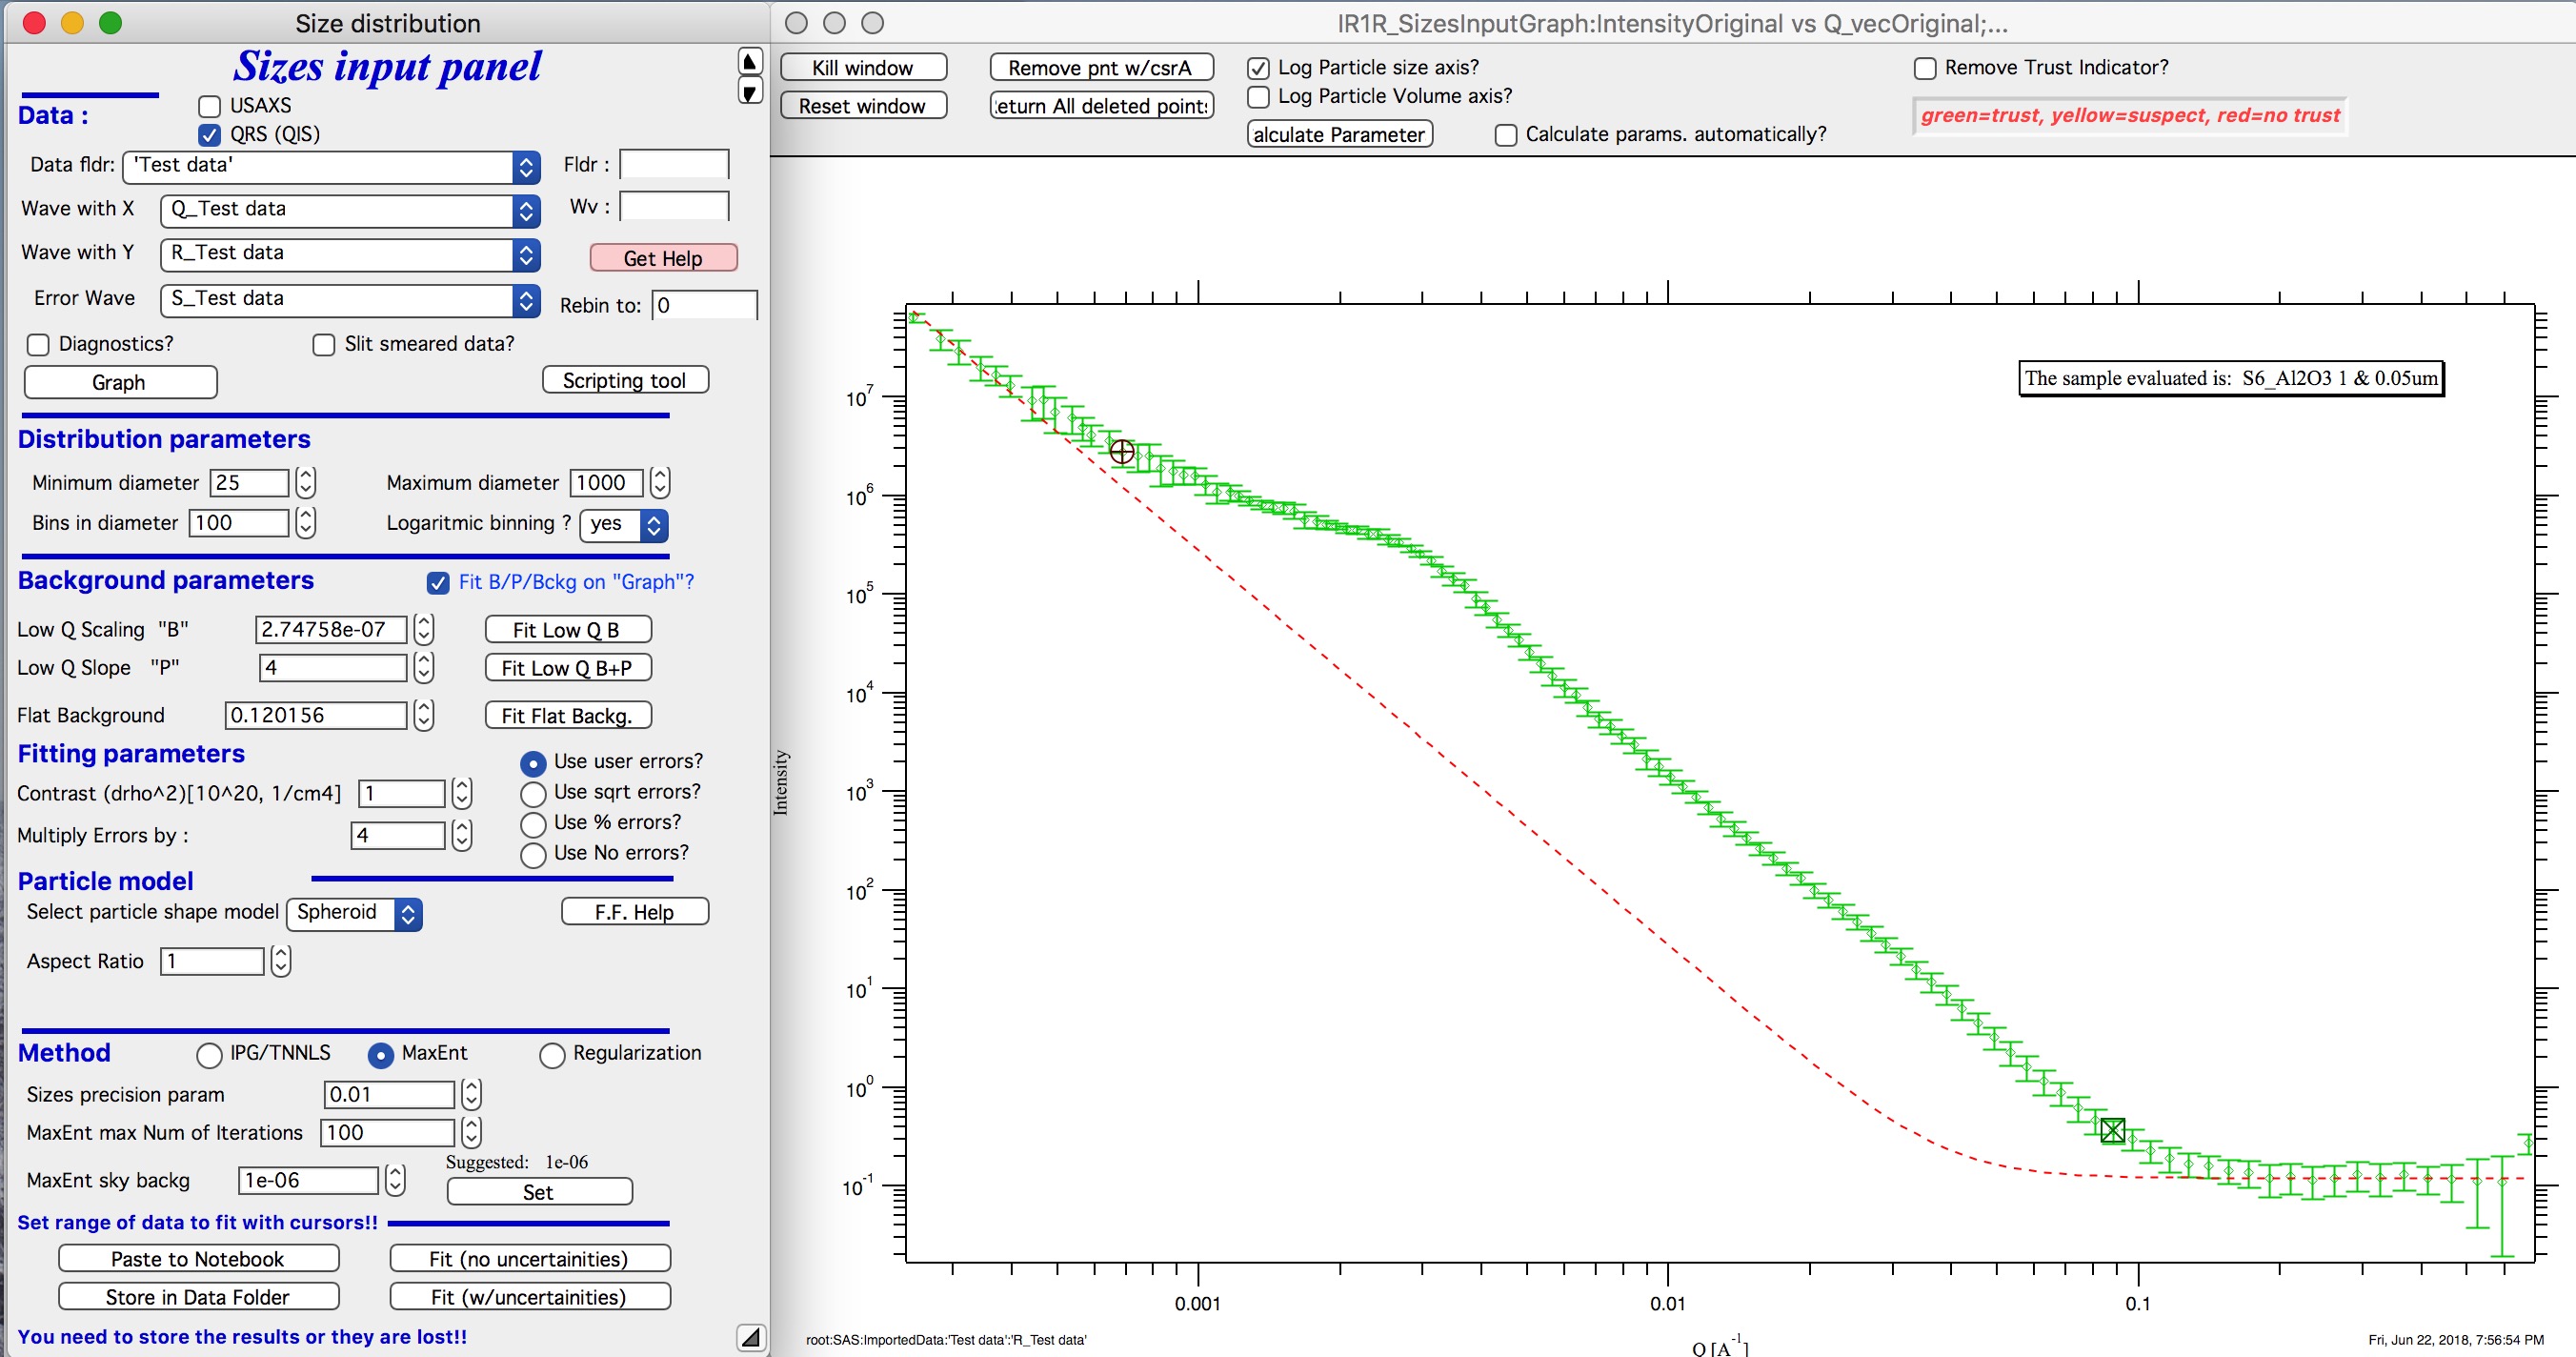 Size distribution
Sizes input panel
Data :
USAXS
QRS (QIS)
Data fldr: 'Test data' Fldr :
Wave with X Q_Test data Wv :
Wave with Y R_Test data Get Help
Error Wave S_Test data Rebin to: 0
Diagnostics? Slit smeared data?
Graph Scripting tool
Distribution parameters
Minimum diameter 25 Maximum diameter 1000
Bins in diameter 100 Logaritmic binning ? yes
Background parameters Fit B/P/Bckg on "Graph"?
Low Q Scaling "B" 2.74758e-07 Fit Low Q B
Low Q Slope "P" 4 Fit Low Q B+P
Flat Background 0.120156 Fit Flat Backg.
Fitting parameters Use user errors?
Contrast (drho^2)[10^20, 1/cm4] 1 Use sqrt errors?
Multiply Errors by : 4 Use % errors?
Use No errors?
Particle model
Select particle shape model Spheroid F.F. Help
Aspect Ratio 1
Method IPG/TNNLS MaxEnt Regularization
Sizes precision param 0.01
MaxEnt max Num of Iterations 100
Suggested: 1e-06
MaxEnt sky backg 1e-06 Set
Set range of data to fit with cursors!!
Paste to Notebook Fit (no uncertainities)
Store in Data Folder Fit (w/uncertainities)
You need to store the results or they are lost!!
IR1R_SizesInputGraph:IntensityOriginal vs Q_vecOriginal;...
Kill window Remove pnt w/csrA Log Particle size axis? Remove Trust Indicator?
Reset window eturn All deleted point: Log Particle Volume axis?
green=trust, yellow=suspect, red=no trust
alculate Parameter Calculate params. automatically?
The sample evaluated is: S6_Al2O3 1 & 0.05um
10^7
10^6
10^5
10^4
10^3
10^2
10^1
10^0
10^-1
Intensity
0.001 0.01 0.1
Q [A^-1]
root:SAS:ImportedData:'Test data':'R_Test data'
Fri, Jun 22, 2018, 7:56:54 PM